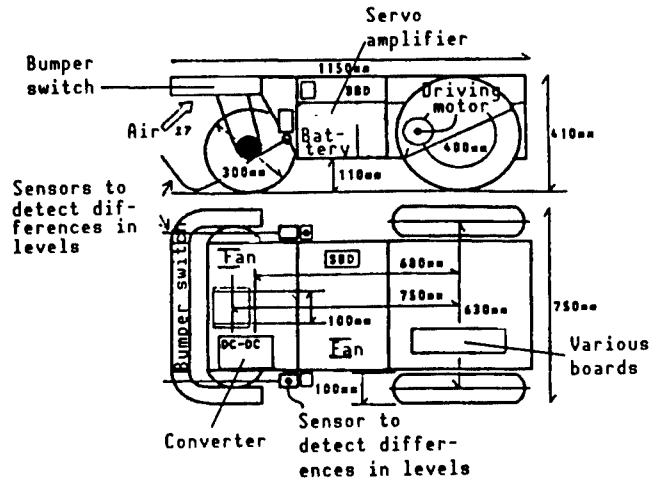 Servo
amplifier
1150mm
Bumper
switch
SBD
Driving
motor
Air
Bat-
tery
400mm
410mm
300mm
110mm
Sensors to
detect dif-
ferences in
levels
Bumper switch
Fan
SBD
680mm
750mm
630mm
750mm
100mm
DC-DC
Fan
Various
boards
100mm
Converter
Sensor to
detect differ-
ences in levels